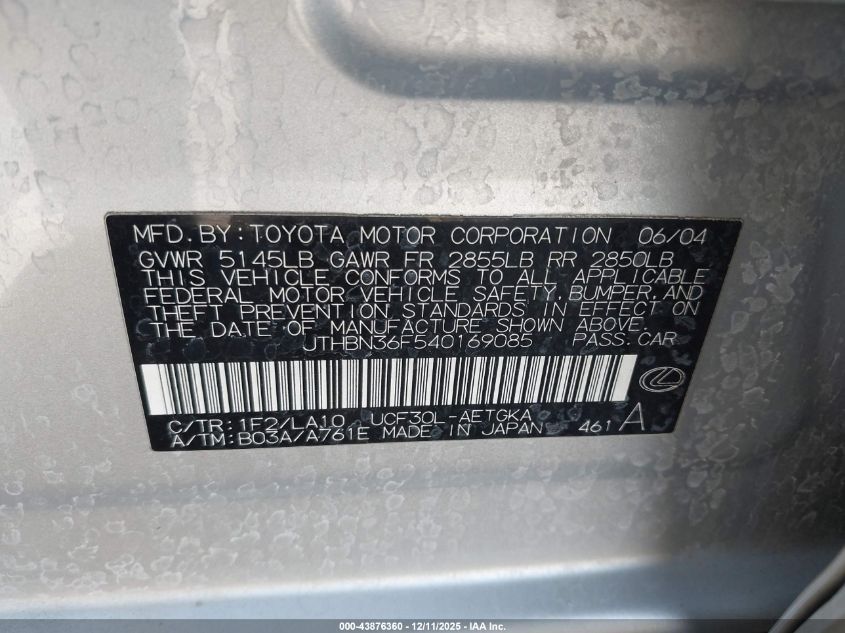 MFD. BY: TOYOTA MOTOR CORPORATION 06/04
GVWR 5145LB GAWR FR 2855LB RR 2850LB
THIS VEHICLE CONFORMS TO ALL APPLICABLE
FEDERAL MOTOR VEHICLE SAFETY, BUMPER, AND
THEFT PREVENTION STANDARDS IN EFFECT ON
THE DATE OF MANUFACTURE SHOWN ABOVE.
JTHBN36F540169085 PASS. CAR
C/TR: 1F2/LA10 UCF30L-AETGKA
A/TM: B03A/A761E MADE IN JAPAN 461 A
000-43876360 - 12/11/2025 - IAA Inc.